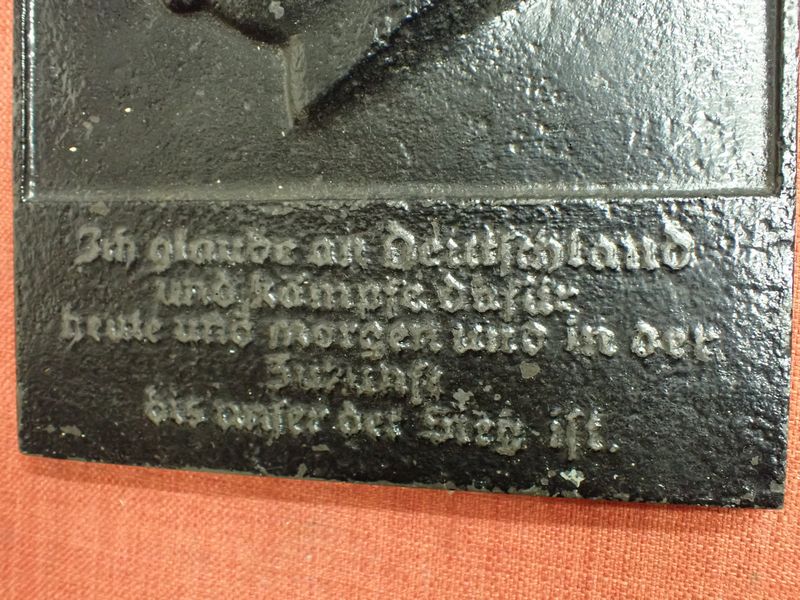 Ich glaube an Deutschland
und kämpfe dafür
heute und morgen und in der
Zukunft
bis unser der Sieg ist.